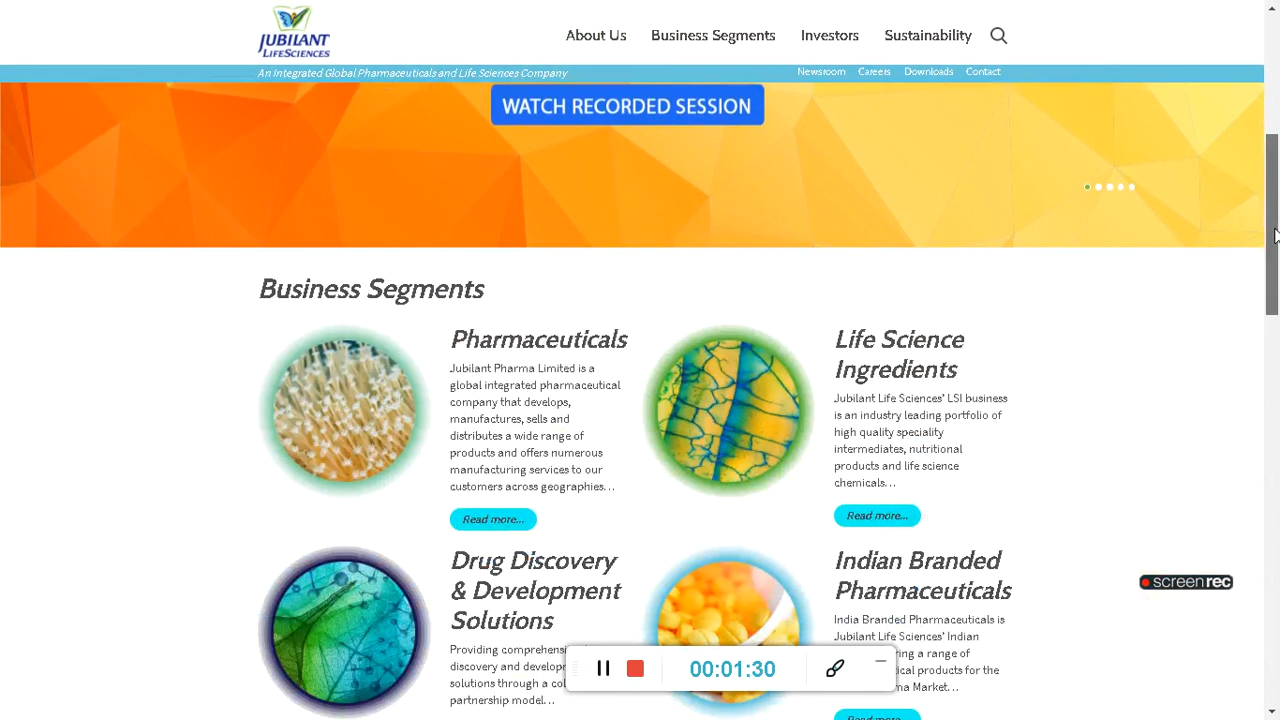 JUBILANT
LIFESCIENCES
About Us Business Segments Investors Sustainability
An Integrated Global Pharmaceuticals and Life Sciences Company
Newsroom Careers Downloads Contact
WATCH RECORDED SESSION
Business Segments
Pharmaceuticals
Jubilant Pharma Limited is a
global integrated pharmaceutical
company that develops,
manufactures, sells and
distributes a wide range of
products and offers numerous
manufacturing services to our
customers across geographies...
Read more...
Life Science
Ingredients
Jubilant Life Sciences' LSI business
is an industry leading portfolio of
high quality speciality
intermediates, nutritional
products and life science
chemicals...
Read more...
Drug Discovery
& Development
Solutions
Providing
discovery and
solutions through a
partnership model...
Indian Branded
Pharmaceuticals
India Branded Pharmaceuticals is
Jubilant Life Sciences' Indian
a range of
products for the
Market...
Read more...
screenrec
00:01:30